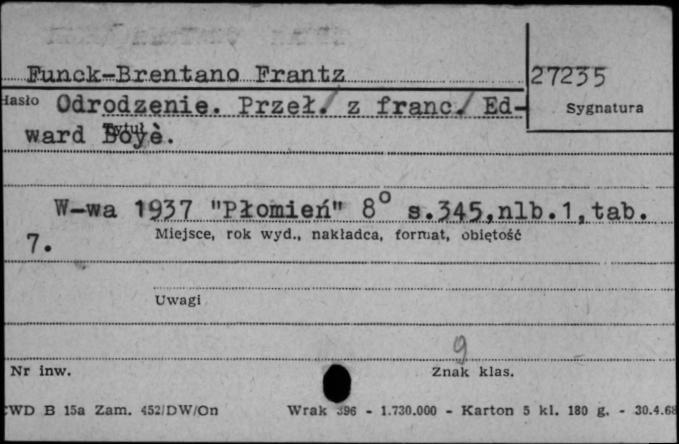 Funck-Brentano Frantz
27235
Hasło Odrodzenie. Przeł./ z franc./ Ed-
Sygnatura
ward Boyè.
Tytuł
W-wa 1937 "Płomień" 8° s.345,nlb.1,tab.
7.
Miejsce, rok wyd., nakładca, format, objętość
Uwagi
9
Nr inw.
Znak klas.
CWD B 15a Zam. 452/DW/On Wrak 396 - 1.730.000 - Karton 5 kl. 180 g. - 30.4.68